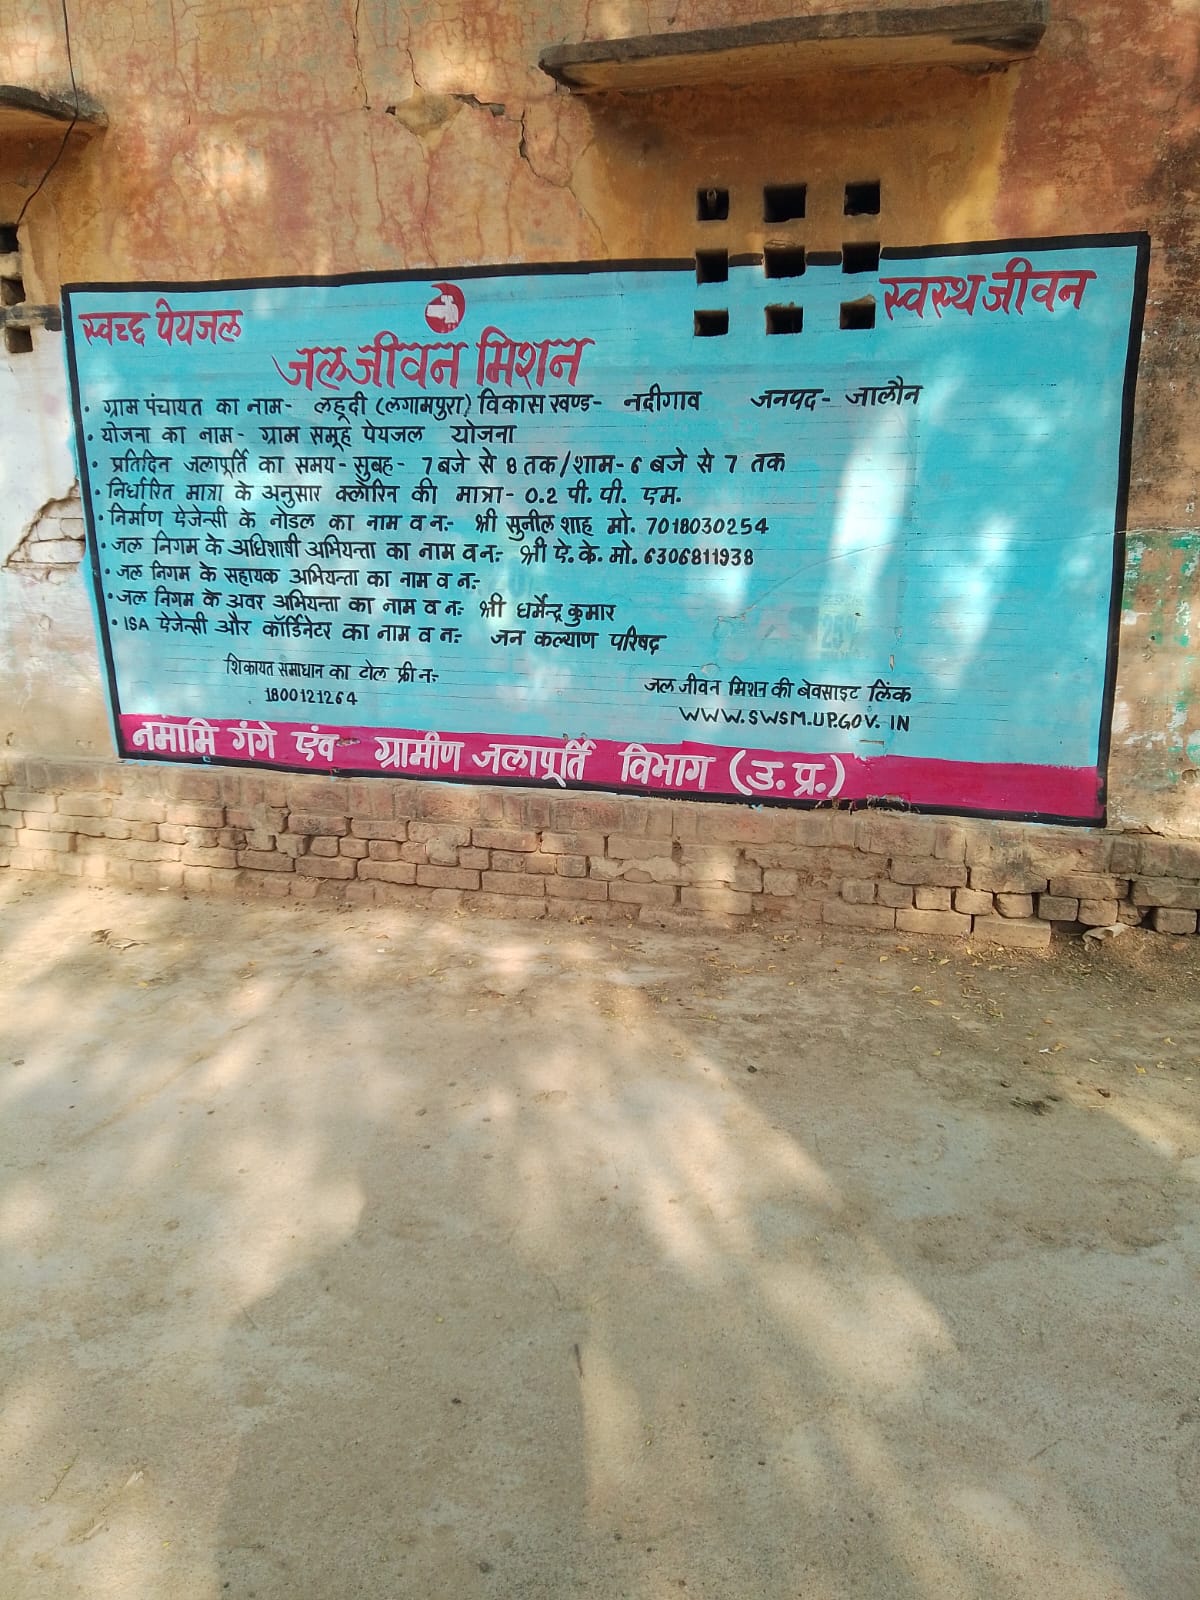 स्वच्छ पेयजल
स्वस्थ जीवन
जल जीवन मिशन
• ग्राम पंचायत का नाम- लहूदी (लगामपुरा) विकास खण्ड- नदीगाव जनपद- जालौन
• योजना का नाम- ग्राम समूह पेयजल योजना
• प्रतिदिन जलापूर्ति का समय- सुबह- 7 बजे से 8 तक/शाम- 6 बजे से 7 तक
• निर्धारित मात्रा के अनुसार क्लोरिन की मात्रा- 0.2 पी. पी. एम.
• निर्माण ऐजेन्सी के नोडल का नाम व न:- श्री सुनील शाह मो. 7018030254
• जल निगम के अधिशाषी अभियन्ता का नाम व न:- श्री ऐ. के. मो. 6306811938
• जल निगम के सहायक अभियन्ता का नाम व न:-
• जल निगम के अवर अभियन्ता का नाम व न:- श्री धर्मेन्द्र कुमार
• ISA ऐजेन्सी और कॉर्डिनेटर का नाम व न:- जन कल्याण परिषद
शिकायत समाधान का टोल फ्री न:-
1800121264
जल जीवन मिशन की बेवसाइट लिंक
WWW.SWSM.UP.GOV. IN
नमामि गंगे एंव ग्रामीण जलापूर्ति विभाग (उ.प्र.)